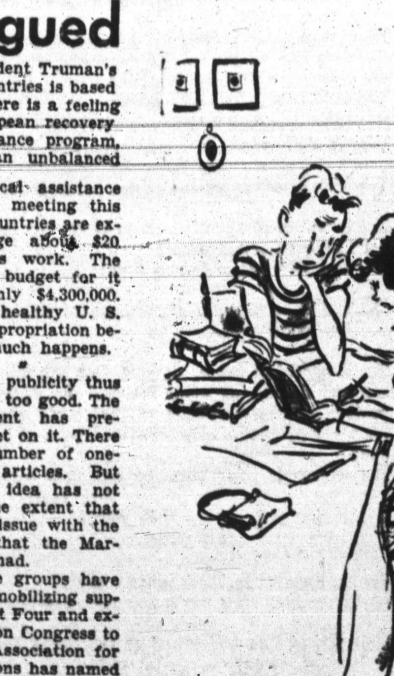 gued
dent Truman's
ntries is based
ere is a feeling
pean recovery
ance program,
an unbalanced
cal assistance
meeting this
ountries are ex-
ge about $20
s work. The
budget for it
nly $4,300,000.
healthy U. S.
propriation be-
much happens.
publicity thus
too good. The
ent has pre-
et on it. There
umber of one-
articles. But
idea has not
e extent that
issue with the
that the Mar-
had.
e groups have
mobilizing sup-
t Four and ex-
on Congress to
Association for
ons has named